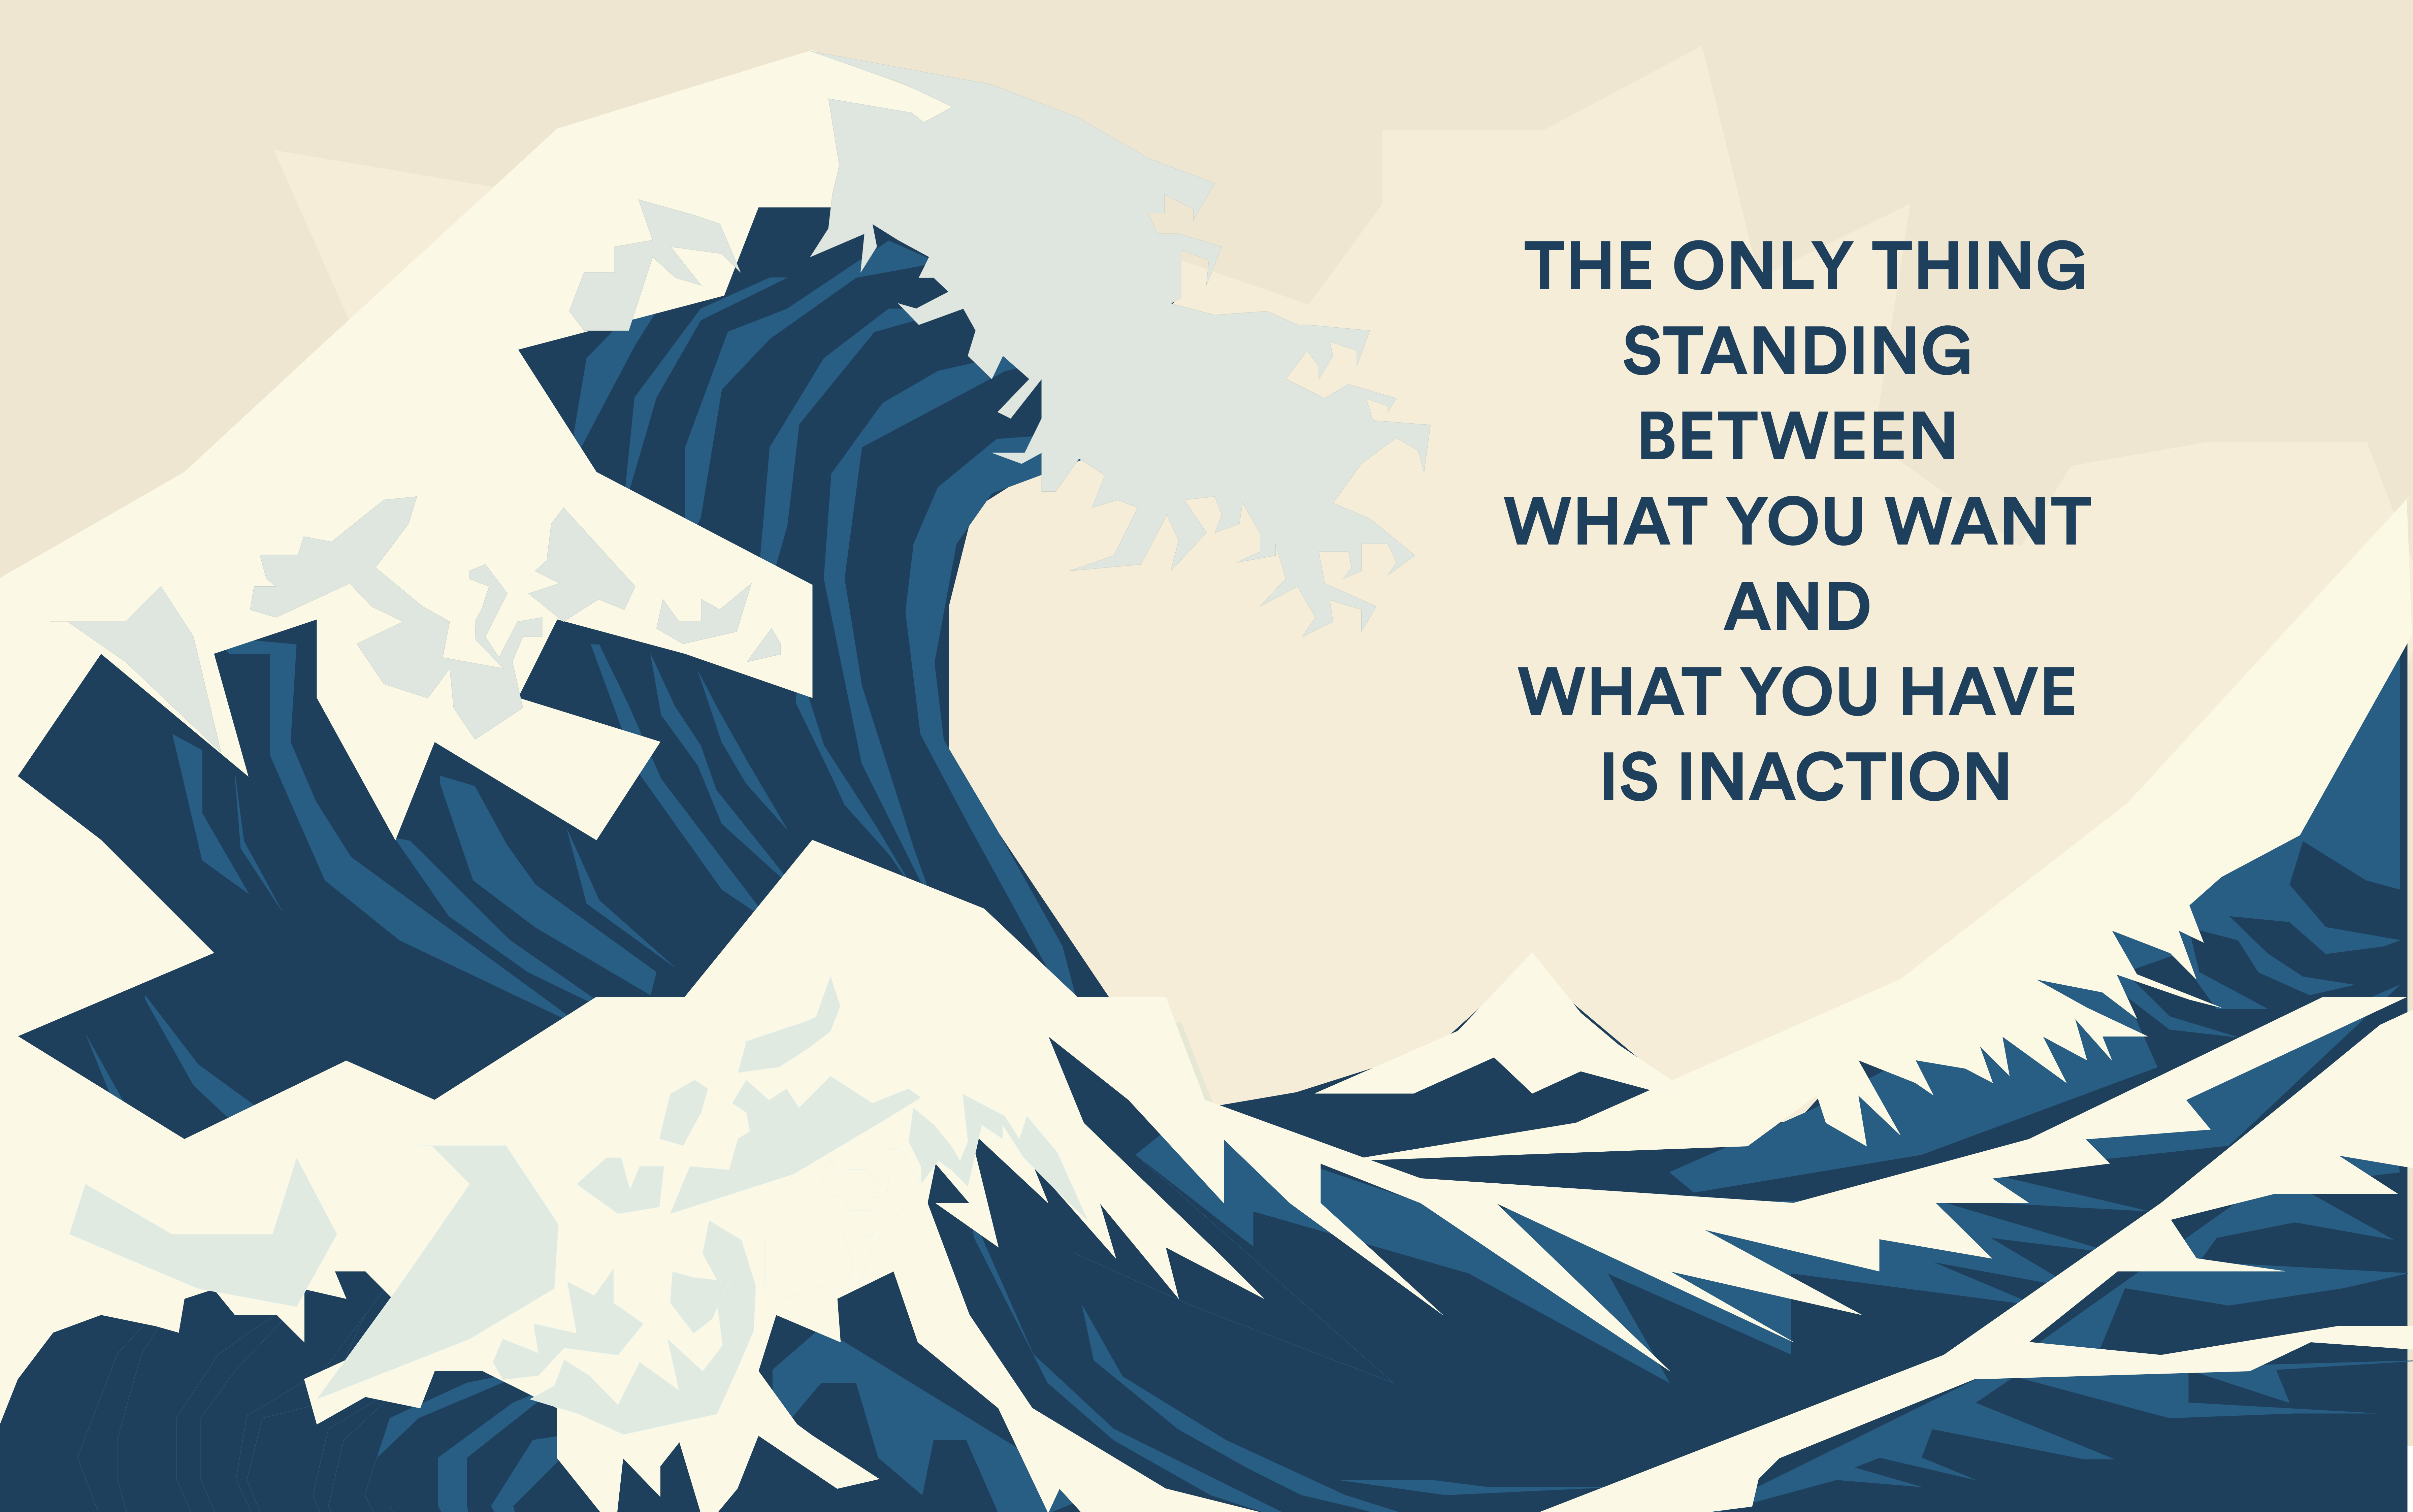 THE ONLY THING
STANDING
BETWEEN
WHAT YOU WANT
AND
WHAT YOU HAVE
IS INACTION